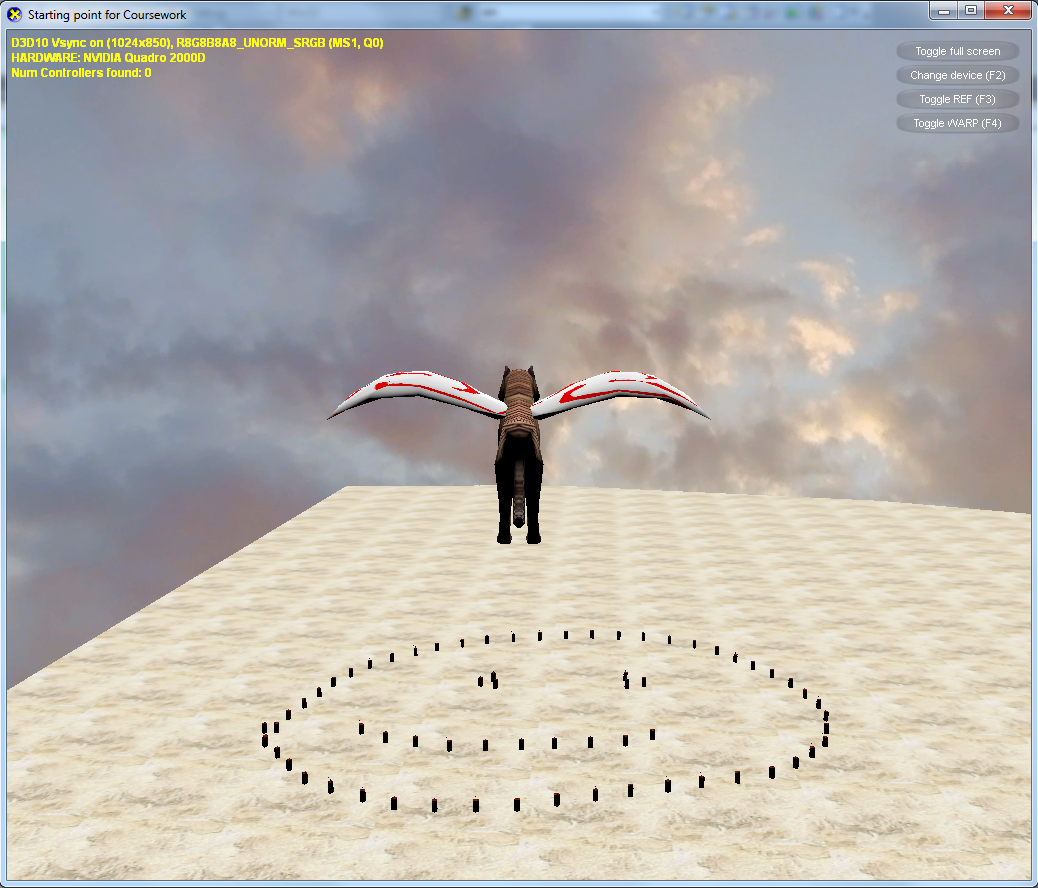 Starting point for Coursework
D3D10 Vsync on (1024x850), R8G8B8A8_UNORM_SRGB (MS1, Q0)
HARDWARE: NVIDIA Quadro 2000D
Num Controllers found: 0
Toggle full screen
Change device (F2)
Toggle REF (F3)
Toggle WARP (F4)